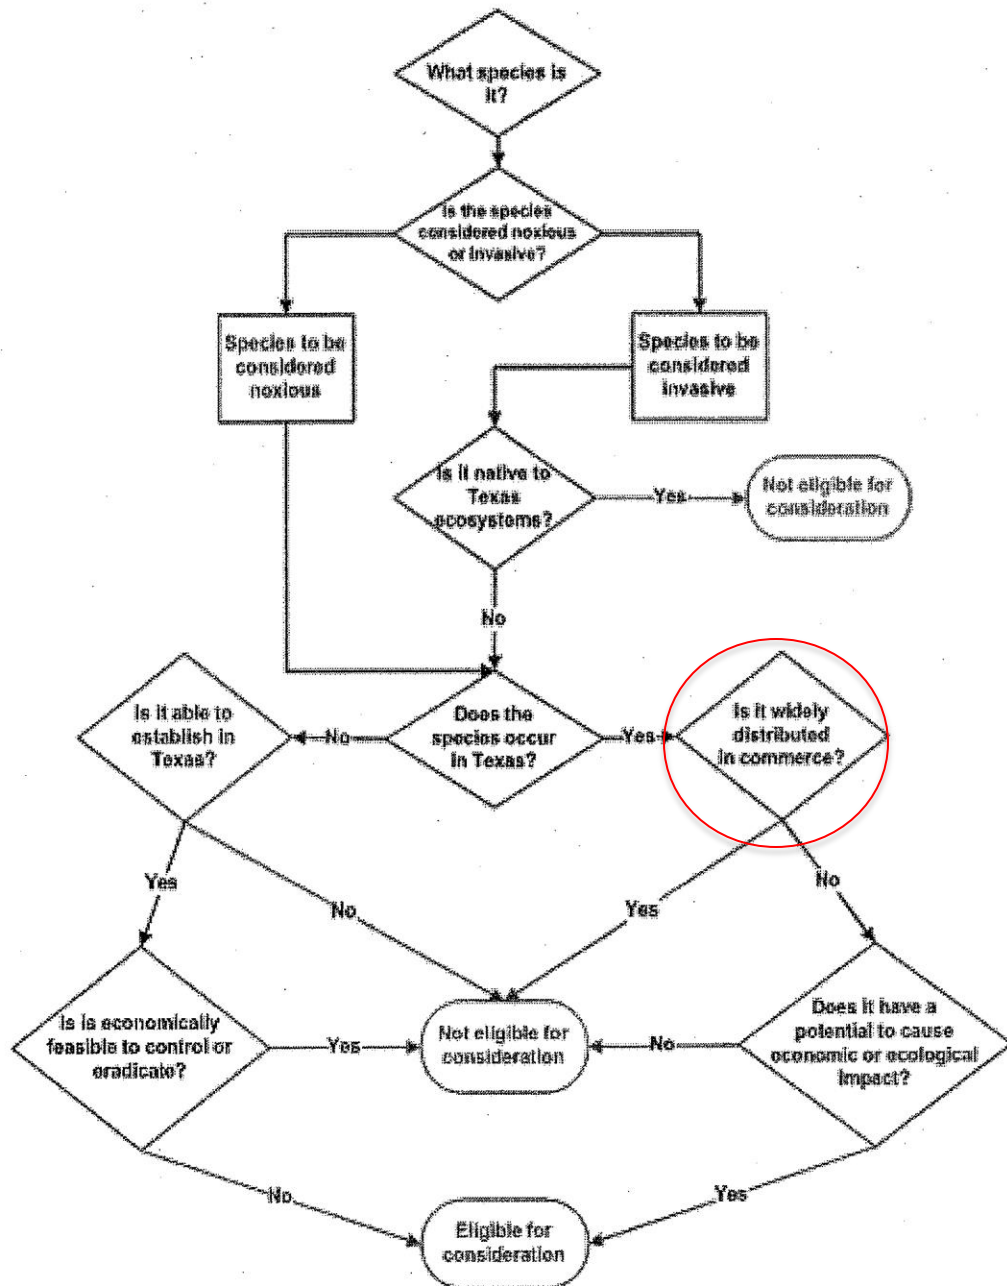 What species is
it?
Is the species
considered noxious
or invasive?
Species to be
considered
noxious
Species to be
considered
invasive
Is it native to
Texas
ecosystems?
Yes
Not eligible for
consideration
No
Is it able to
establish in
Texas?
No
Does the
species occur
in Texas?
Yes
Is it widely
distributed
in commerce?
Yes
No
Yes
No
Is is economically
feasible to control or
eradicate?
Yes
Not eligible for
consideration
No
Does it have a
potential to cause
economic or ecological
impact?
No
Yes
Eligible for
consideration